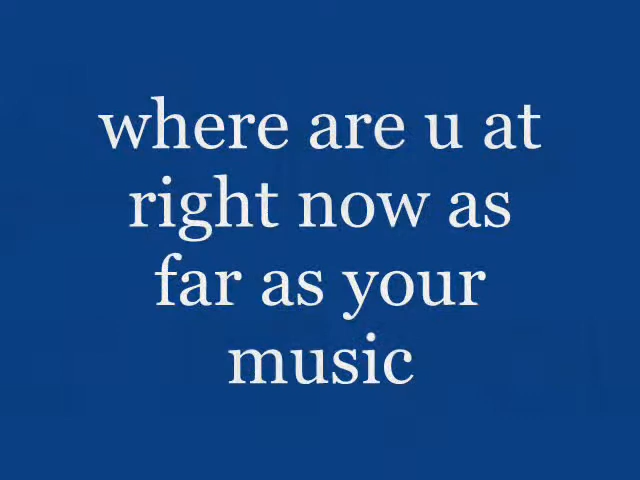 where are u at
right now as
far as your
music